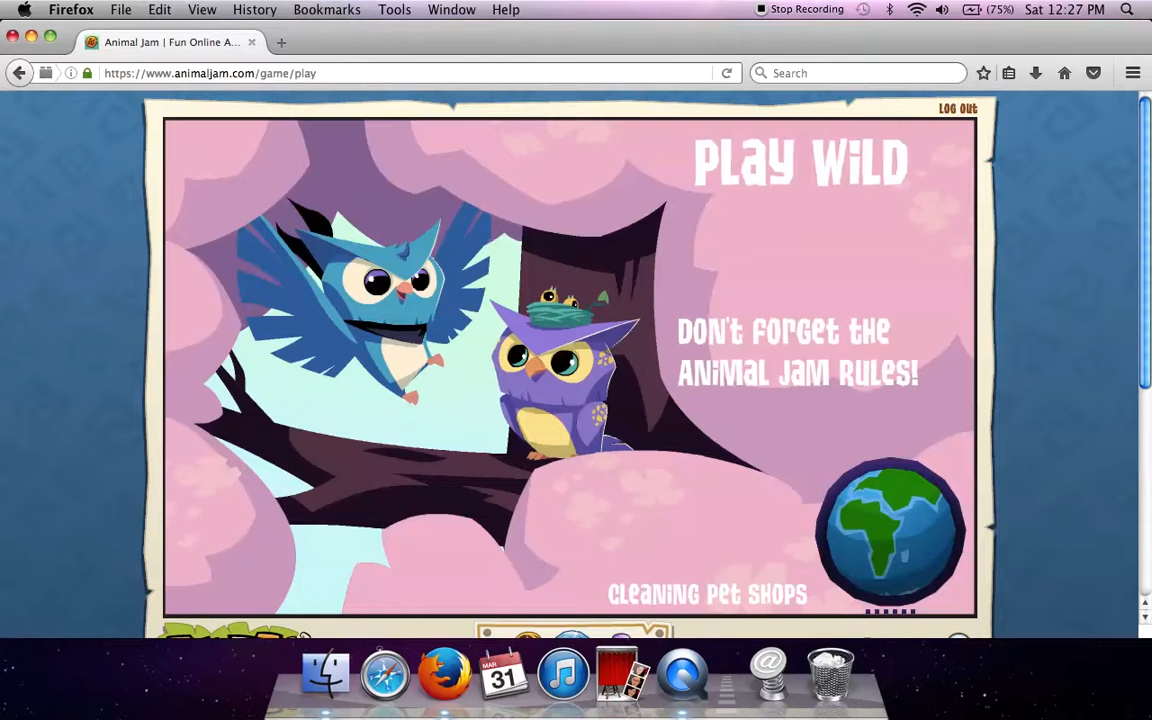 Firefox File Edit View History Bookmarks Tools Window Help Stop Recording (75%) Sat 12:27 PM
Animal Jam | Fun Online A...
https://www.animaljam.com/game/play Search
LOG OUT
PLAY WILD
DON'T FORGET THE
ANIMAL JAM RULES!
CLEANING PET SHOPS
MAR
31